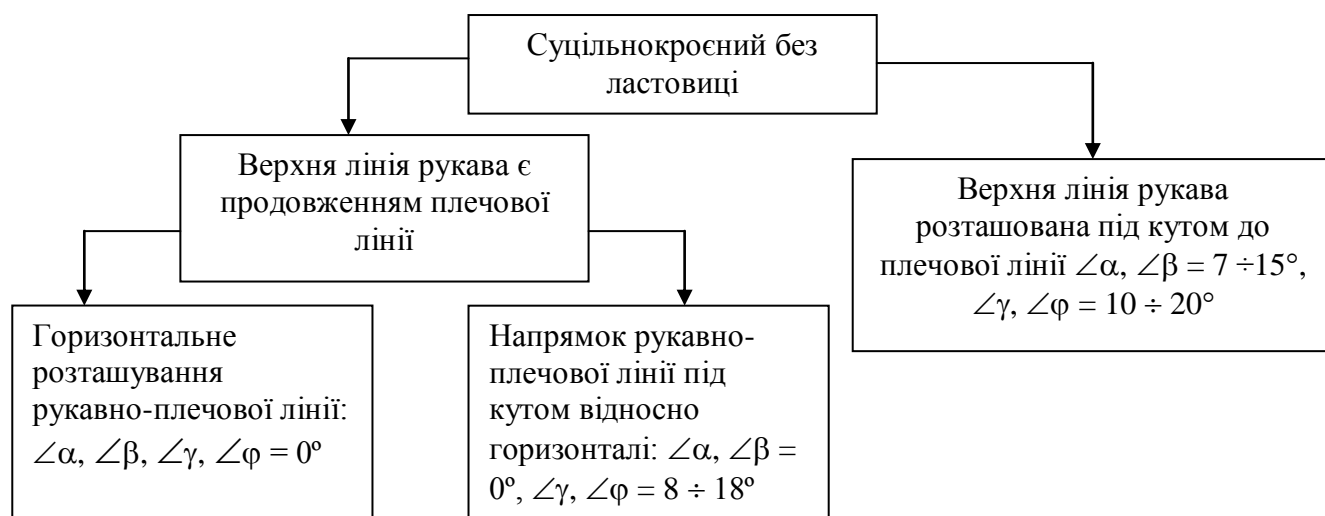 Суцільнокроєний без
ластовиці
Верхня лінія рукава є
продовженням плечової
лінії
Верхня лінія рукава
розташована під кутом до
плечової лінії ∠α, ∠β = 7 ÷15°,
∠γ, ∠φ = 10 ÷ 20°
Горизонтальне
розташування
рукавно-плечової лінії:
∠α, ∠β, ∠γ, ∠φ = 0º
Напрямок рукавно-
плечової лінії під
кутом відносно
горизонталі: ∠α, ∠β =
0º, ∠γ, ∠φ = 8 ÷ 18º